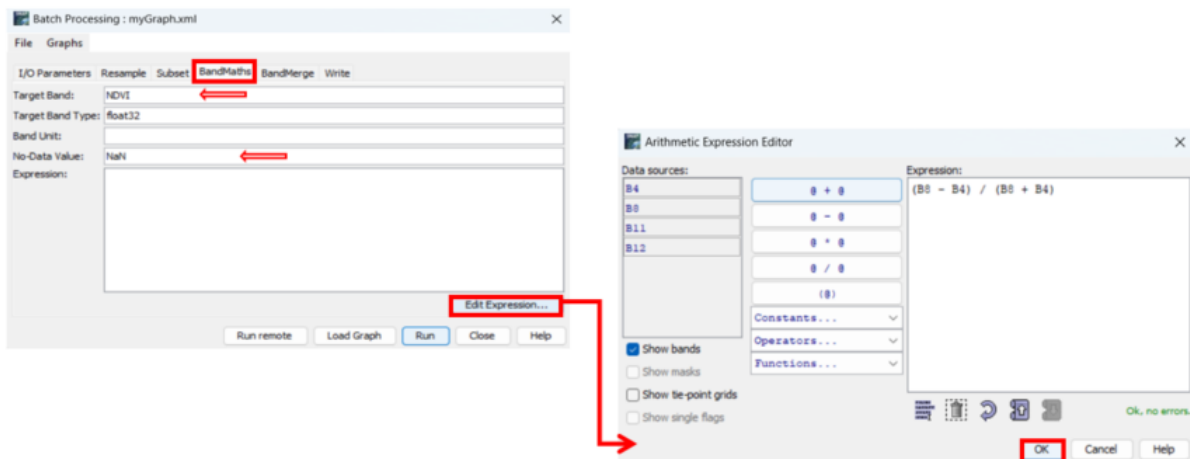 Batch Processing : myGraph.xml
File Graphs
I/O Parameters Resample Subset BandMaths BandMerge Write
Target Band: NDVI
Target Band Type: float32
Band Unit:
No-Data Value: NaN
Expression:
Edit Expression...
Run remote Load Graph Run Close Help
Arithmetic Expression Editor
Data sources:
B4
B8
B11
B12
@ + @
@ - @
@ * @
@ / @
(@)
Constants...
Operators...
Functions...
Show bands
Show masks
Show tie-point grids
Show single flags
Expression:
(B8 - B4) / (B8 + B4)
Ok, no errors.
OK Cancel Help